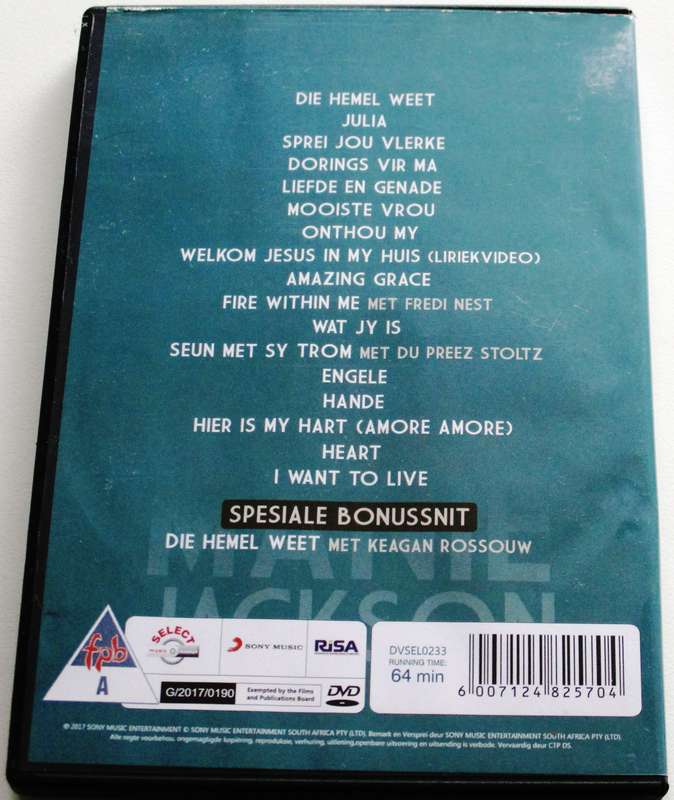 DIE HEMEL WEET
JULIA
SPREI JOU VLERKE
DORINGS VIR MA
LIEFDE EN GENADE
MOOISTE VROU
ONTHOU MY
WELKOM JESUS IN MY HUIS (LIRIEKVIDEO)
AMAZING GRACE
FIRE WITHIN ME MET FREDI NEST
WAT JY IS
SEUN MET SY TROM MET DU PREEZ STOLTZ
ENGELE
HANDE
HIER IS MY HART (AMORE AMORE)
HEART
I WANT TO LIVE
SPESIALE BONUSSNIT
DIE HEMEL WEET MET KEAGAN ROSSOUW
MANIE
JACKSON
fpb
A
SELECT
music
SONY MUSIC
RiSA
G/2017/0190
Exempted by the Films
and Publications Board
DVD
DVSEL0233
RUNNING TIME:
64 min
6 007124 825704
℗ 2017 SONY MUSIC ENTERTAINMENT © SONY MUSIC ENTERTAINMENT SOUTH AFRICA PTY (LTD). Bemark en Versprei deur SONY MUSIC ENTERTAINMENT SOUTH AFRICA PTY (LTD).
Alle regte voorbehou, ongemagtigde kopiëring, reproduksie, verhuring, uitlening, openbare uitvoering en uitsending is verbode. Vervaardig deur CTP DS.